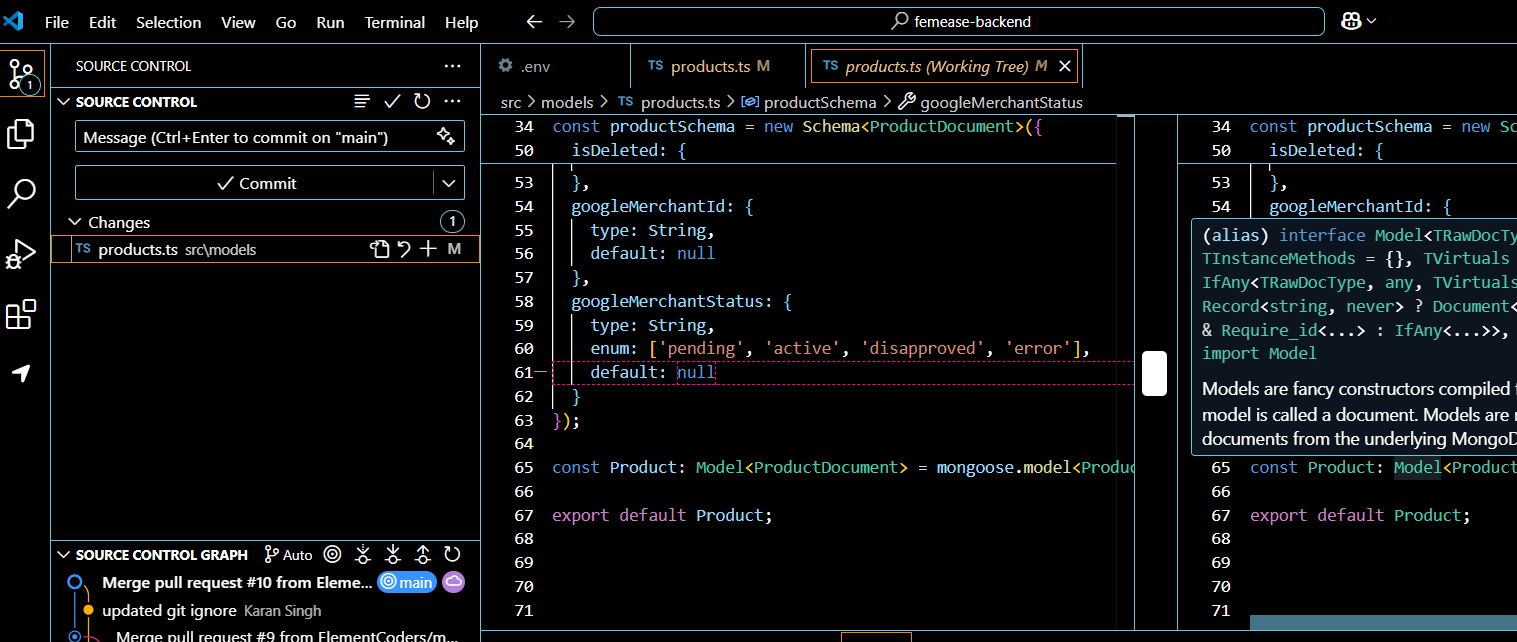 File Edit Selection View Go Run Terminal Help
femease-backend
SOURCE CONTROL
SOURCE CONTROL
Message (Ctrl+Enter to commit on "main")
Commit
Changes 1
TS products.ts src\models M
SOURCE CONTROL GRAPH Auto
Merge pull request #10 from Eleme... main
updated git ignore Karan Singh
Merge pull request #9 from ElementCoders/m...
1
.env
TS products.ts M
TS products.ts (Working Tree) M
src > models > TS products.ts > productSchema > googleMerchantStatus
34 const productSchema = new Schema<ProductDocument>({
50 isDeleted: {
53 },
54 googleMerchantId: {
55 type: String,
56 default: null
57 },
58 googleMerchantStatus: {
59 type: String,
60 enum: ['pending', 'active', 'disapproved', 'error'],
61 default: null
62 }
63 });
64
65 const Product: Model<ProductDocument> = mongoose.model<Produc
66
67 export default Product;
68
69
70
71
34 const productSchema = new Sc
50 isDeleted: {
53 },
54 googleMerchantId: {
(alias) interface Model<TRawDocTy
TInstanceMethods = {}, TVirtuals
IfAny<TRawDocType, any, TVirtuals
Record<string, never> ? Document<
& Require_id<...> : IfAny<...>>,
import Model
Models are fancy constructors compiled f
model is called a document. Models are r
documents from the underlying MongoD
65 const Product: Model<Product
66
67 export default Product;
68
69
70
71